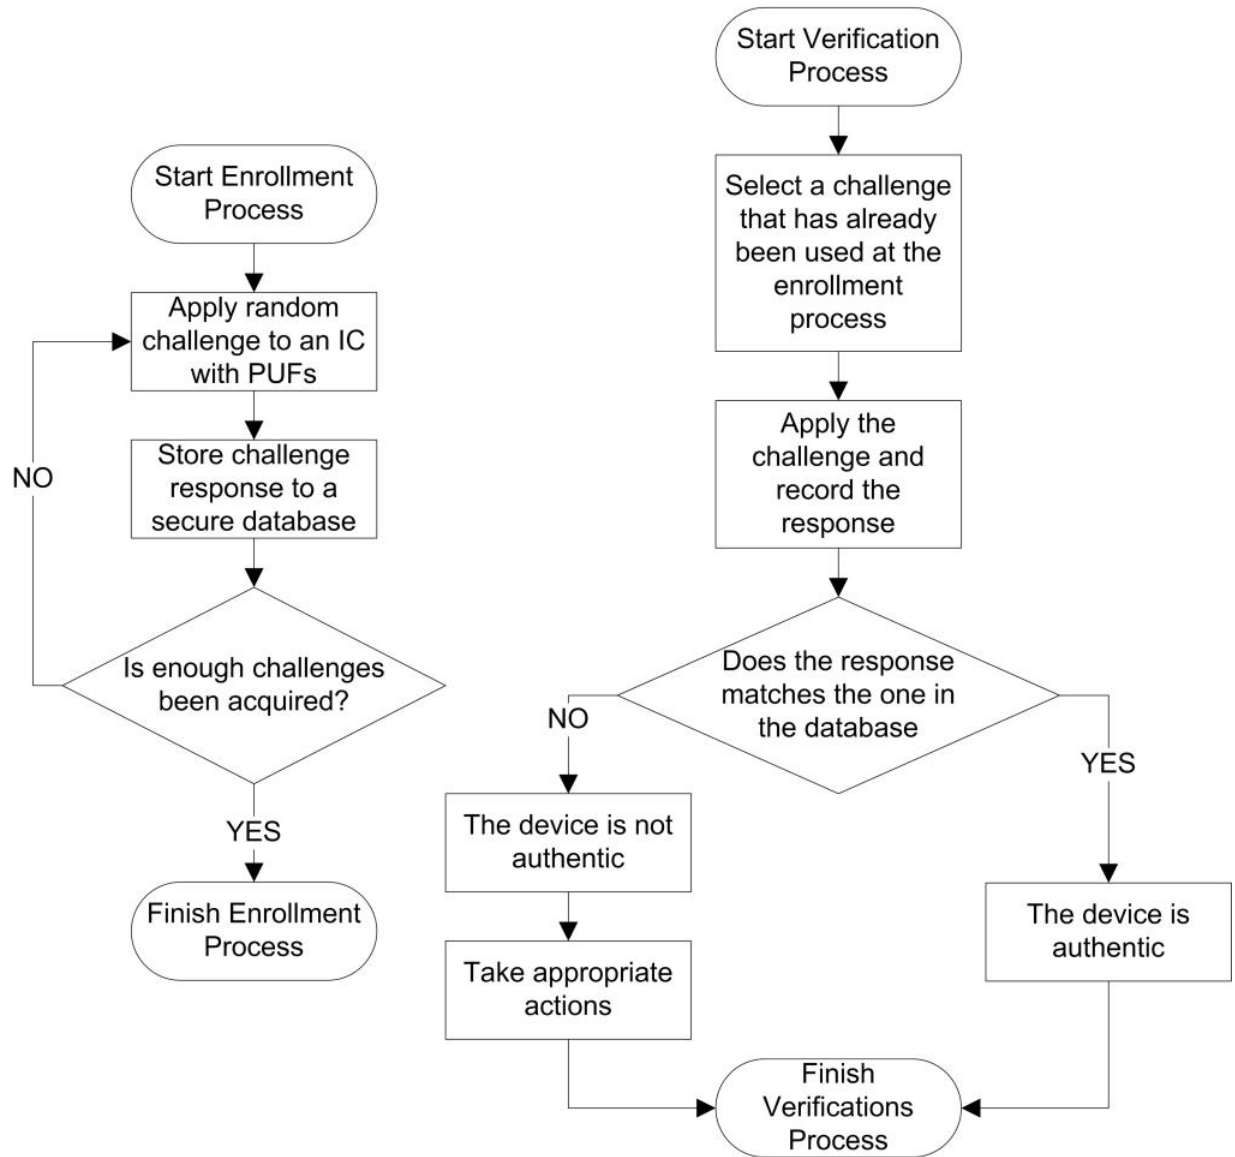 Start Enrollment
Process
Apply random
challenge to an IC
with PUFs
Store challenge
response to a
secure database
NO
Is enough challenges
been acquired?
YES
Finish Enrollment
Process
Start Verification
Process
Select a challenge
that has already
been used at the
enrollment
process
Apply the
challenge and
record the
response
Does the response
matches the one in
the database
NO
YES
The device is not
authentic
Take appropriate
actions
The device is
authentic
Finish
Verifications
Process